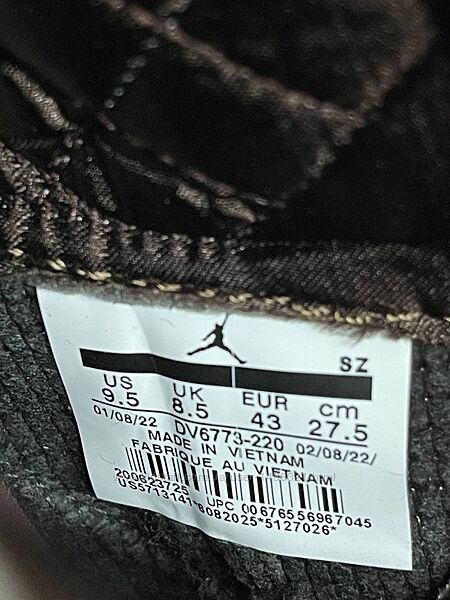 SZ
US UK EUR cm
9.5 8.5 43 27.5
01/08/22 DV6773-220 02/08/22/
MADE IN VIETNAM
FABRIQUE AU VIETNAM
200623725 UPC 00676556967045
US5713141*8082025*5127026*